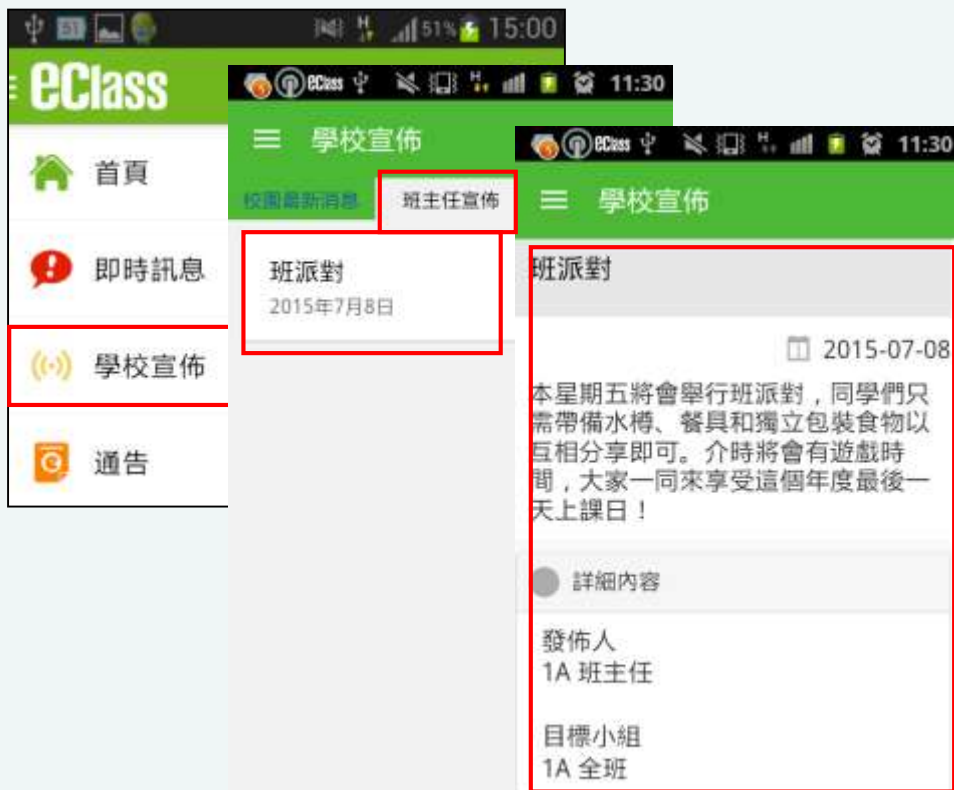 51 51% 15:00
eClass
首頁
即時訊息
學校宣佈
通告
eClass 11:30
學校宣佈
校園最新消息 班主任宣佈
班派對
2015年7月8日
eClass 11:30
學校宣佈
班派對
2015-07-08
本星期五將會舉行班派對，同學們只
需帶備水樽、餐具和獨立包裝食物以
互相分享即可。介時將會有遊戲時
間，大家一同來享受這個年度最後一
天上課日！
詳細內容
發佈人
1A 班主任
目標小組
1A 全班